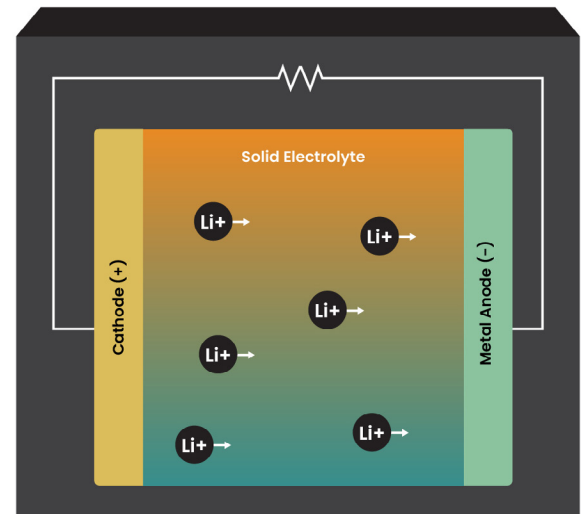 Solid Electrolyte
Li+
Li+
Li+
Li+
Li+
Li+
Cathode (+)
Metal Anode (-)